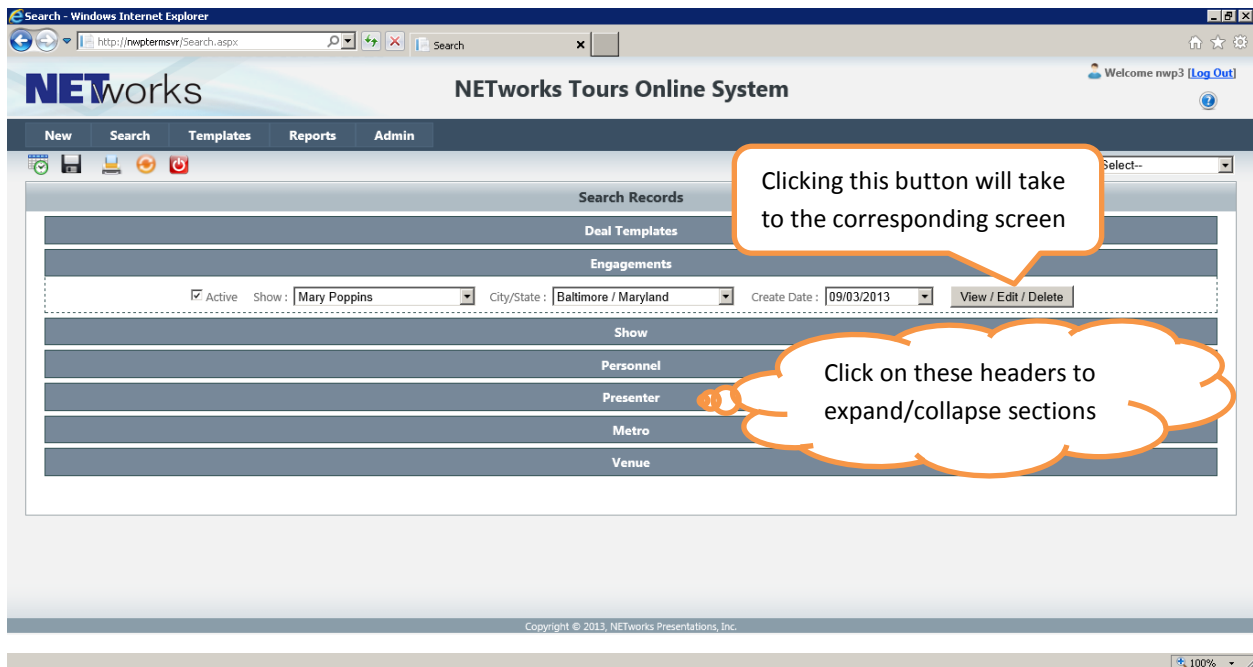 Search - Windows Internet Explorer
http://nwptermsvr/Search.aspx
Search
NETworks
NETworks Tours Online System
Welcome nwp3 [Log Out]
New Search Templates Reports Admin
Select--
Clicking this button will take
to the corresponding screen
Search Records
Deal Templates
Engagements
Active Show : Mary Poppins City/State : Baltimore / Maryland Create Date : 09/03/2013 View / Edit / Delete
Show
Personnel
Presenter
Metro
Venue
Click on these headers to
expand/collapse sections
Copyright © 2013, NETworks Presentations, Inc.
100%